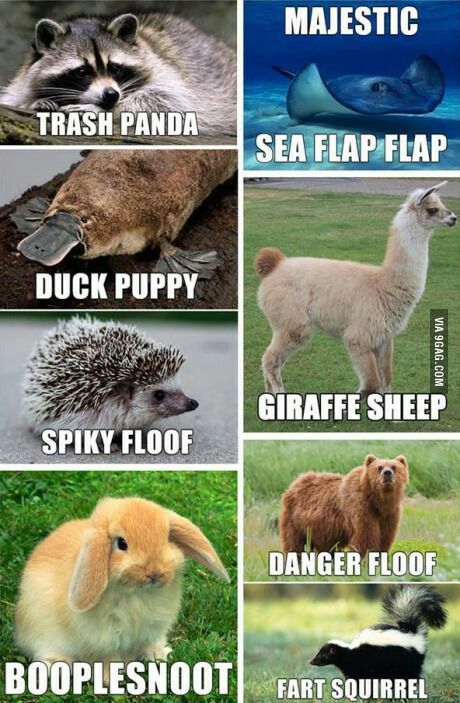 TRASH PANDA
DUCK PUPPY
SPIKY FLOOF
BOOPLESNOOT
MAJESTIC
SEA FLAP FLAP
GIRAFFE SHEEP
VIA 9GAG.COM
DANGER FLOOF
FART SQUIRREL